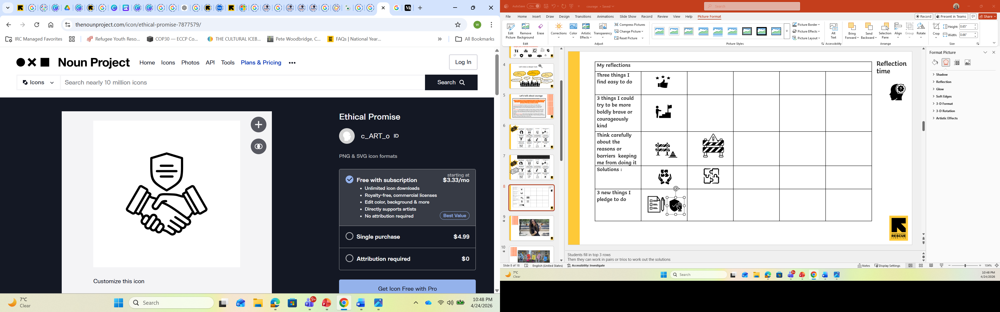 thenounproject.com/icon/ethical-promise-7877579/
IRC Managed Favorites
Refugee Youth Reso...
COP30 — ECCP Co...
THE CULTURAL ICEB...
Pete Woodbridge, C...
FAQs | National Year...
All Bookmarks
Noun Project
Home
Icons
Photos
API
Tools
Plans & Pricing
Log In
Icons
Search nearly 10 million icons
Search
Ethical Promise
c_ART_o ID
PNG & SVG icon formats
starting at
Free with subscription $3.33/mo
• Unlimited icon downloads
• Royalty-free, commercial licenses
• Edit color, background & more
• Directly supports artists
• No attribution required
Best Value
Single purchase $4.99
Attribution required $0
Get Icon Free with Pro
Customize this icon
7°C
Clear
Search
9+
10:48 PM
4/24/2026
AutoSave On
courage • Saved
Search
File Home Insert Draw Design Transitions Animations Slide Show Record Review View Help Picture Format
Record
Present in Teams
Share
Edit Picture
Remove Background
Erase
Edit
Corrections
Color
Artistic Effects
Transparency
Compress Pictures
Change Picture
Reset Picture
Adjust
Picture Styles
Picture Border
Picture Effects
Picture Layout
Alt Text
Accessibility
Bring Forward
Send Backward
Selection Pane
Align
Group
Rotate
Arrange
Crop
Height: 0.65"
Width: 0.66"
Size
4
Let's take a deeper look
5
Let's talk about courage
6
7
8
9
10
My reflections
Three things I
find easy to do
3 things I could
try to be more
boldly brave or
courageously
kind
Think carefully
about the
reasons or
barriers keeping
me from doing it
Solutions :
3 new things I
pledge to do
Reflection
time
INTERNATIONAL
RESCUE
COMMITTEE
Format Picture
Shadow
Reflection
Glow
Soft Edges
3-D Format
3-D Rotation
Artistic Effects
Students fill in top 3 rows
Then they can work in pairs or trios to work out the solutions
Slide 8 of 18
English (United States)
Accessibility: Investigate
Notes
Display Settings
104%
7°C
Clear
Search
9+
10:48 PM
4/24/2026